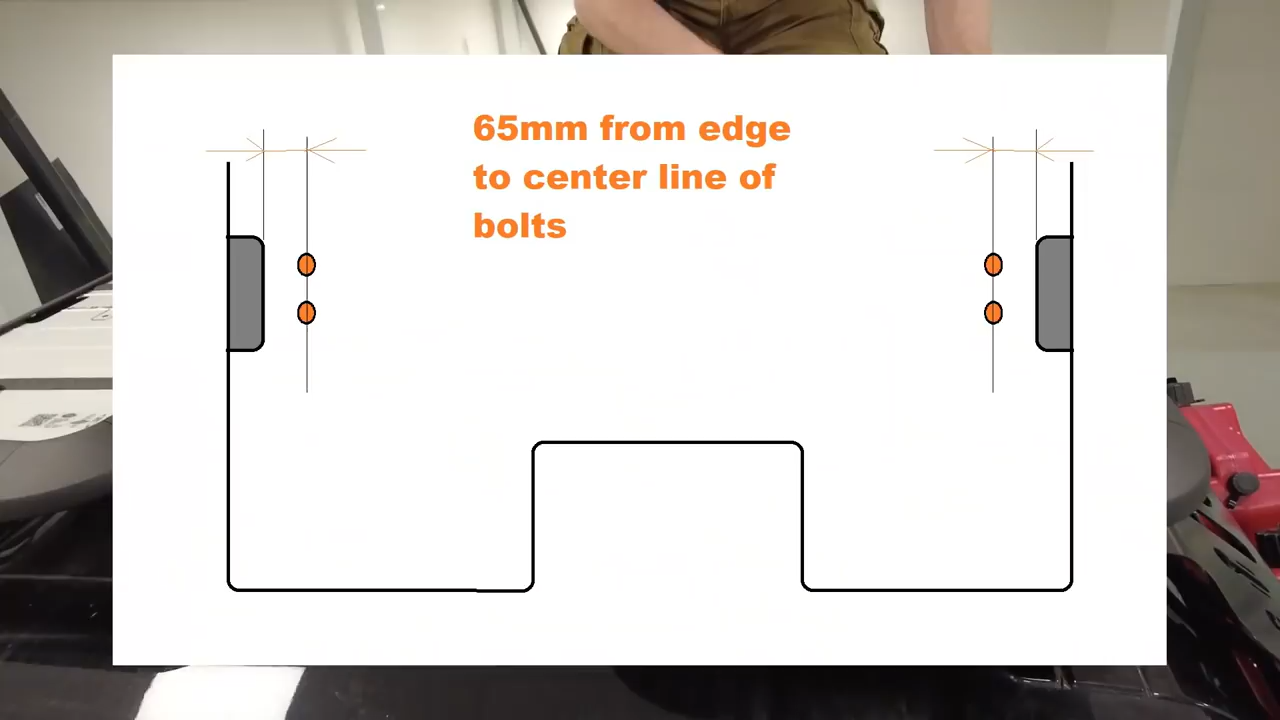 65mm from edge
to center line of
bolts